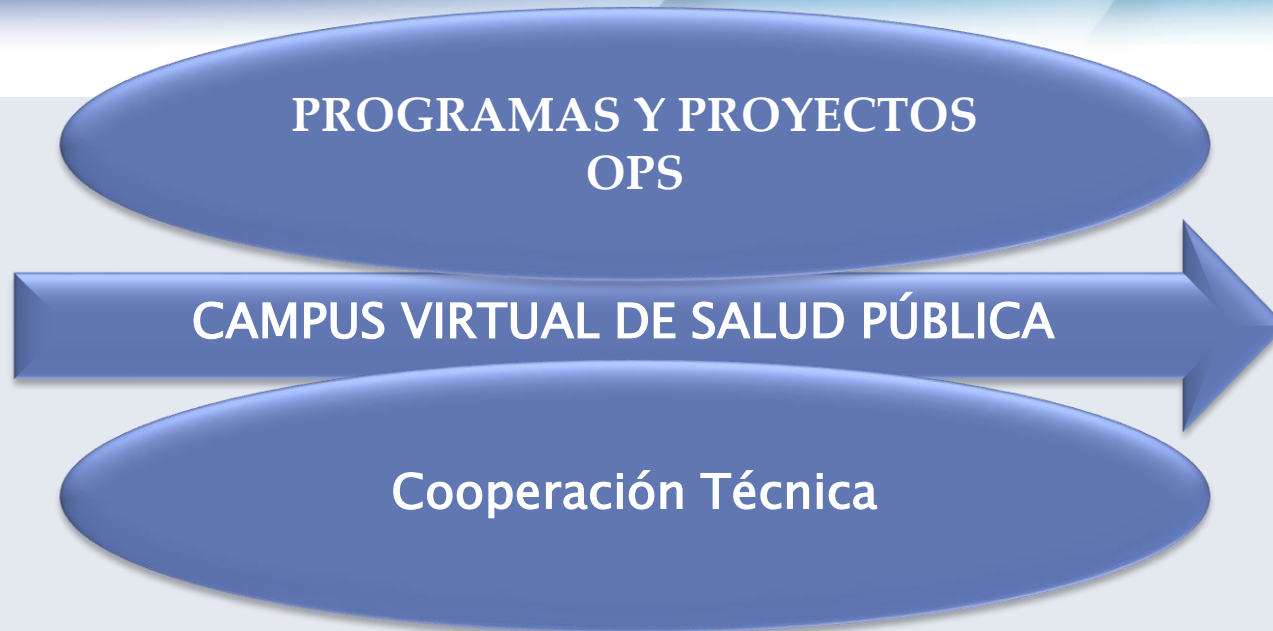 PROGRAMAS Y PROYECTOS
OPS
CAMPUS VIRTUAL DE SALUD PÚBLICA
Cooperación Técnica